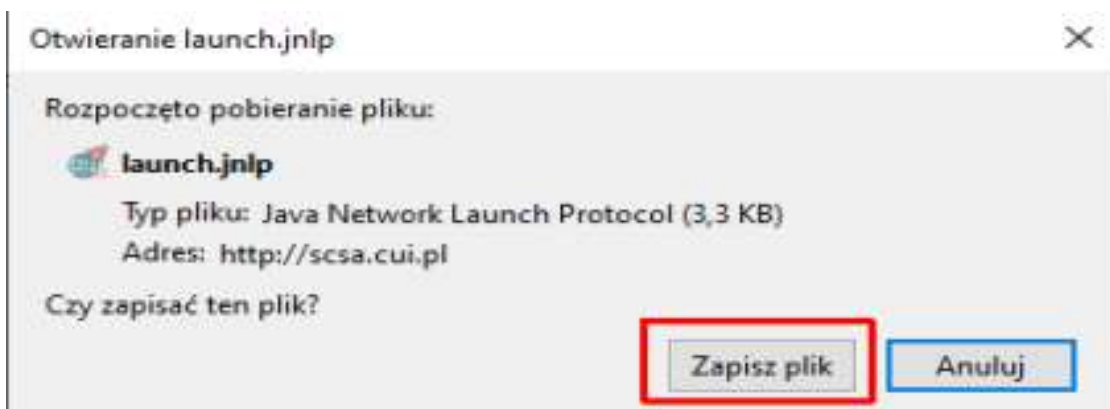 Otwieranie launch.jnlp
Rozpoczęto pobieranie pliku:
launch.jnlp
Typ pliku: Java Network Launch Protocol (3,3 KB)
Adres: http://scsa.cui.pl
Czy zapisać ten plik?
Zapisz plik Anuluj